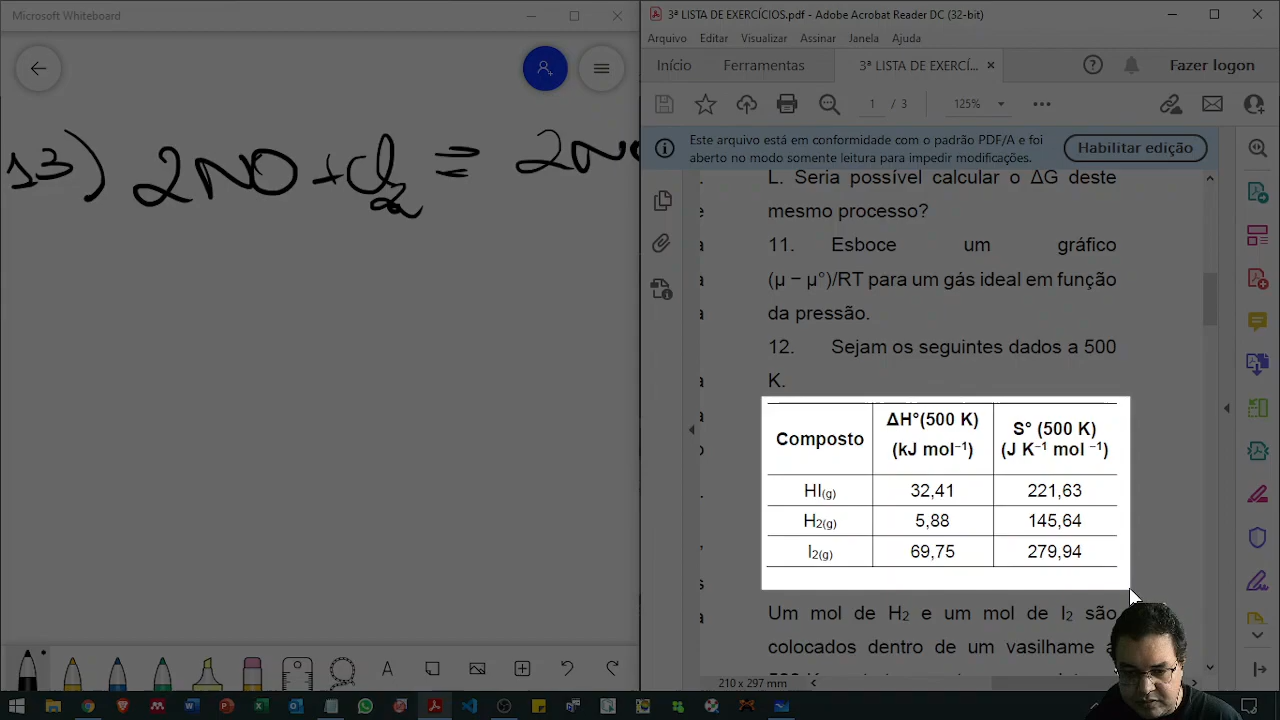 Microsoft Whiteboard
13) 2NO + Cl2 = 2NO
3ª LISTA DE EXERCÍCIOS.pdf - Adobe Acrobat Reader DC (32-bit)
Arquivo Editar Visualizar Assinar Janela Ajuda
Início Ferramentas 3ª LISTA DE EXERCÍ... × Fazer logon
1 / 3 125%
Este arquivo está em conformidade com o padrão PDF/A e foi
aberto no modo somente leitura para impedir modificações.
Habilitar edição
L. Seria possível calcular o ΔG deste
mesmo processo?
11. Esboce um gráfico
(μ − μ°)/RT para um gás ideal em função
da pressão.
12. Sejam os seguintes dados a 500
K.
Composto ΔH°(500 K) (kJ mol⁻¹) S° (500 K) (J K⁻¹ mol ⁻¹)
HI(g) 32,41 221,63
H2(g) 5,88 145,64
I2(g) 69,75 279,94
Um mol de H₂ e um mol de I₂ são
colocados dentro de um vasilhame a
210 x 297 mm